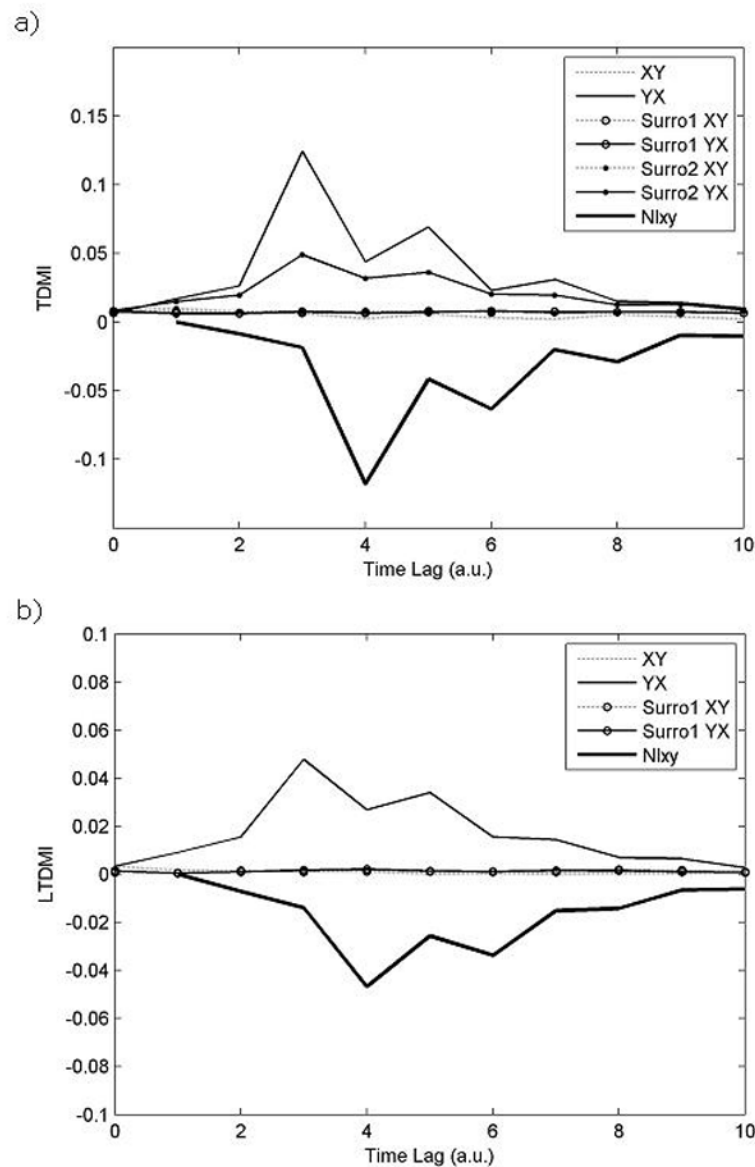 a)
XY
YX
Surro1 XY
Surro1 YX
Surro2 XY
Surro2 YX
NIxy
0.15
0.1
0.05
0
-0.05
-0.1
TDMI
0 2 4 6 8 10
Time Lag (a.u.)
b)
XY
YX
Surro1 XY
Surro1 YX
NIxy
0.1
0.08
0.06
0.04
0.02
0
-0.02
-0.04
-0.06
-0.08
-0.1
LTDMI
0 2 4 6 8 10
Time Lag (a.u.)